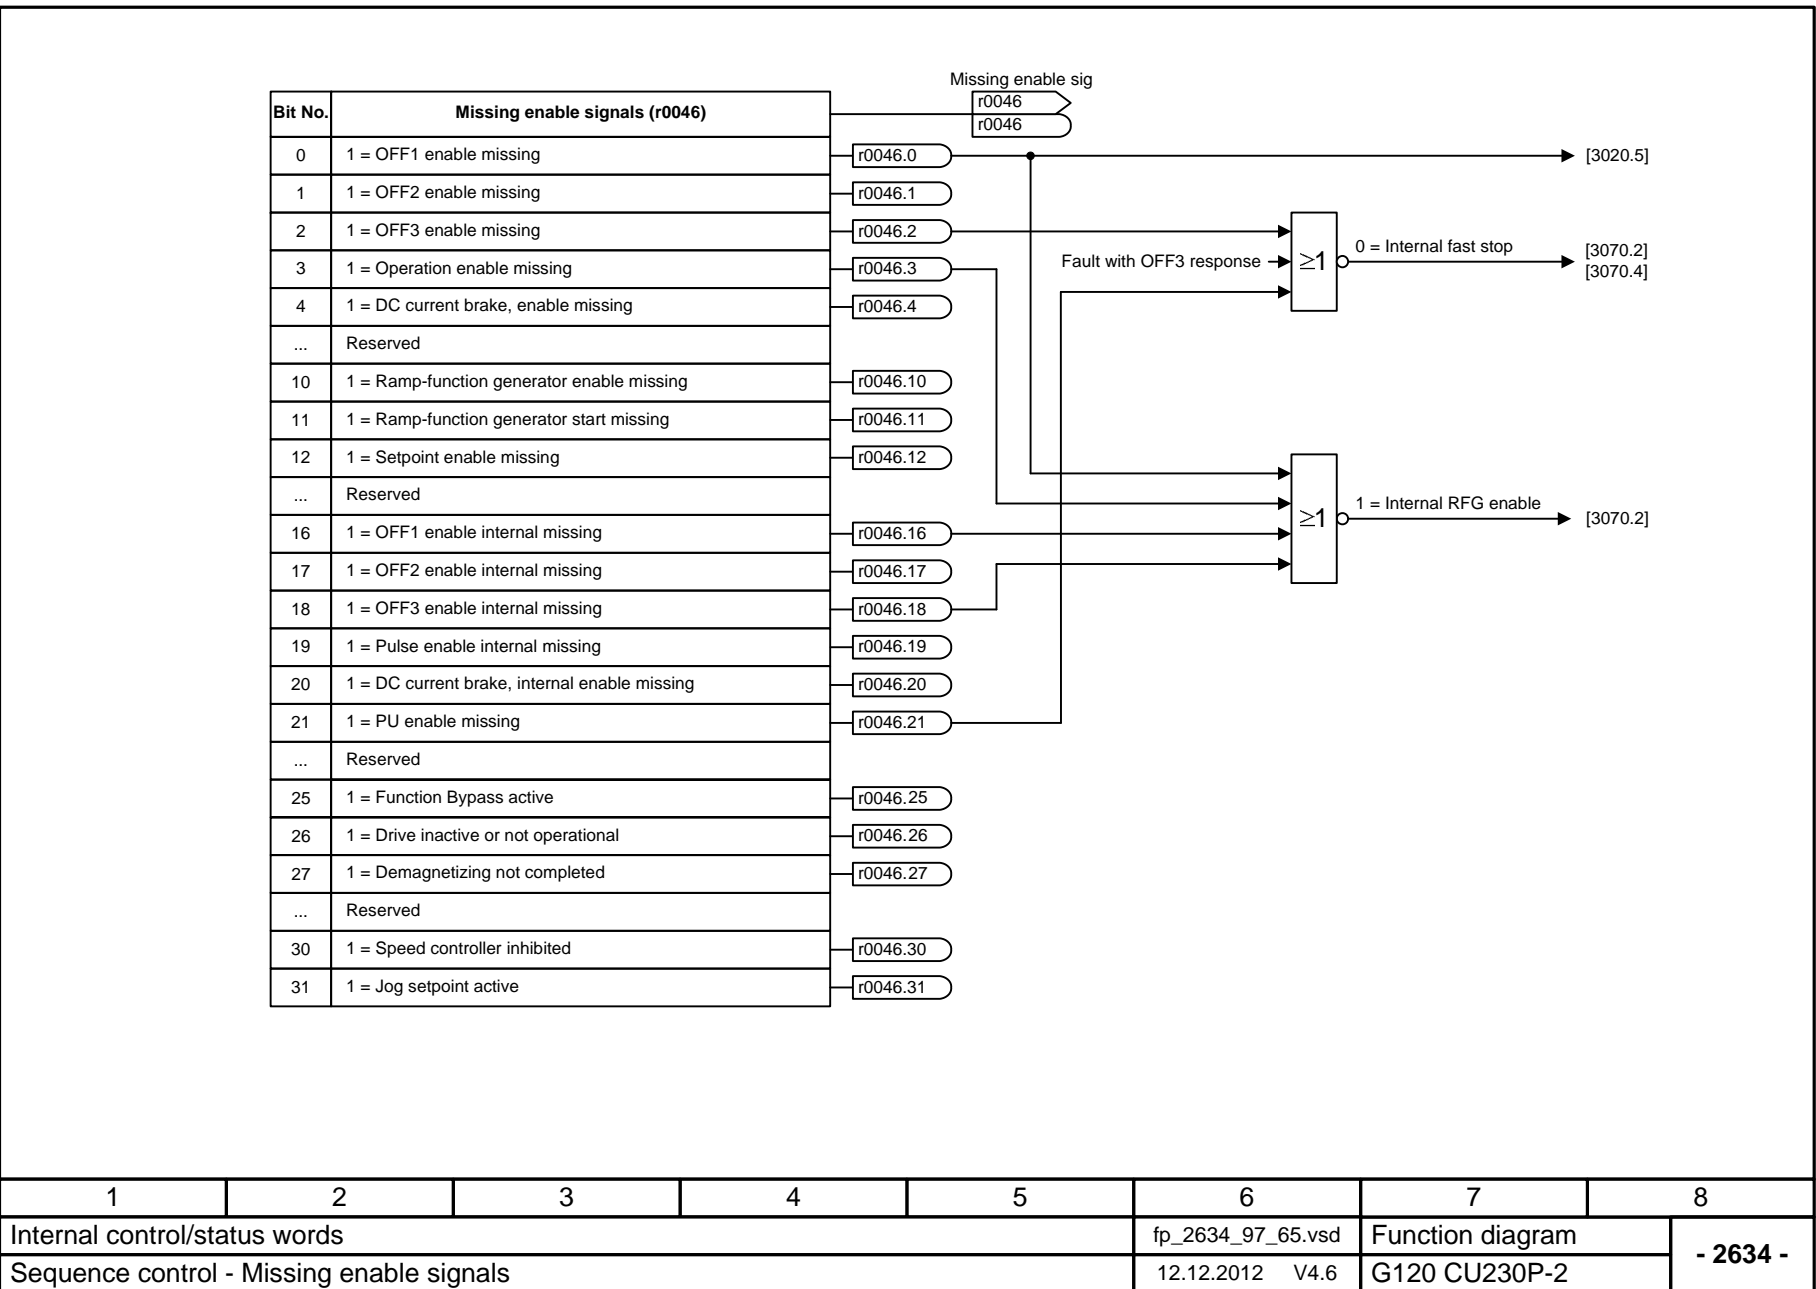 Missing enable sig
r0046
r0046
Bit No. Missing enable signals (r0046)
0 1 = OFF1 enable missing r0046.0 [3020.5]
1 1 = OFF2 enable missing r0046.1
2 1 = OFF3 enable missing r0046.2
0 = Internal fast stop [3070.2]
3 1 = Operation enable missing r0046.3 Fault with OFF3 response ≥1
[3070.4]
4 1 = DC current brake, enable missing r0046.4
... Reserved
10 1 = Ramp-function generator enable missing r0046.10
11 1 = Ramp-function generator start missing r0046.11
12 1 = Setpoint enable missing r0046.12
... Reserved
1 = Internal RFG enable
≥1 [3070.2]
16 1 = OFF1 enable internal missing r0046.16
17 1 = OFF2 enable internal missing r0046.17
18 1 = OFF3 enable internal missing r0046.18
19 1 = Pulse enable internal missing r0046.19
20 1 = DC current brake, internal enable missing r0046.20
21 1 = PU enable missing r0046.21
... Reserved
25 1 = Function Bypass active r0046.25
26 1 = Drive inactive or not operational r0046.26
27 1 = Demagnetizing not completed r0046.27
... Reserved
30 1 = Speed controller inhibited r0046.30
31 1 = Jog setpoint active r0046.31
1 2 3 4 5 6 7 8
Internal control/status words fp_2634_97_65.vsd Function diagram
- 2634 -
Sequence control - Missing enable signals 12.12.2012 V4.6 G120 CU230P-2